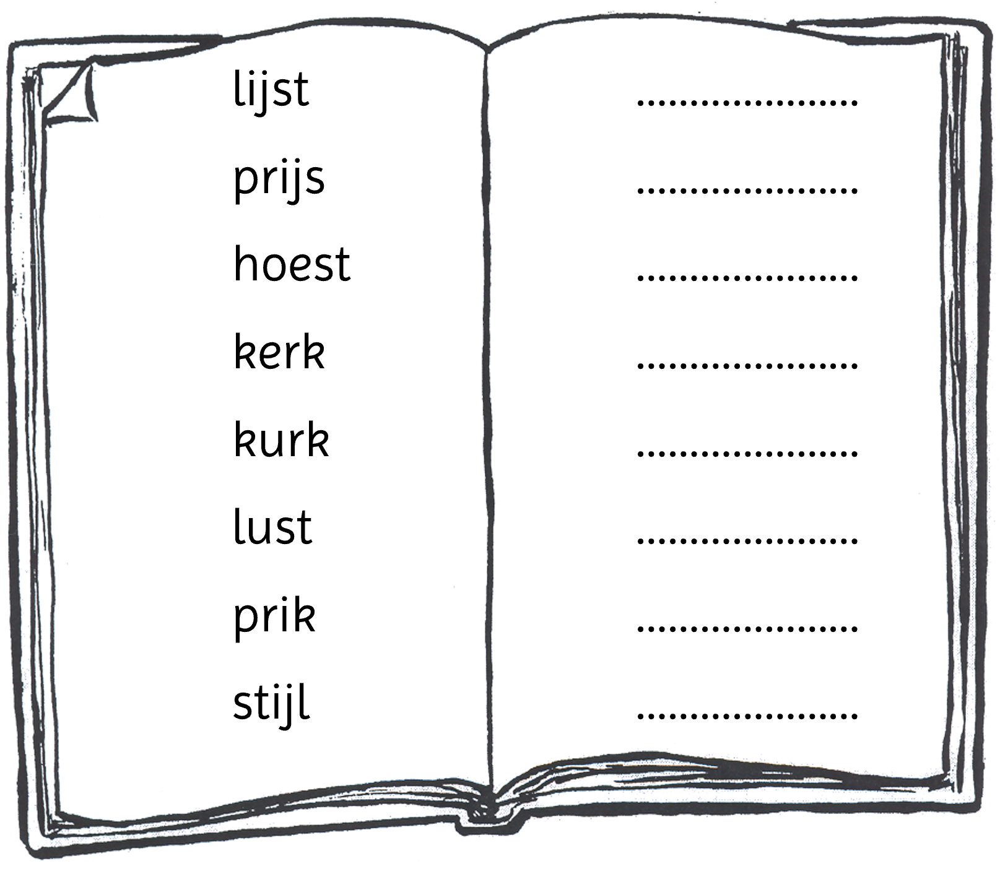 lijst ....................
prijs ....................
hoest ....................
kerk ....................
kurk ....................
lust ....................
prik ....................
stijl ....................